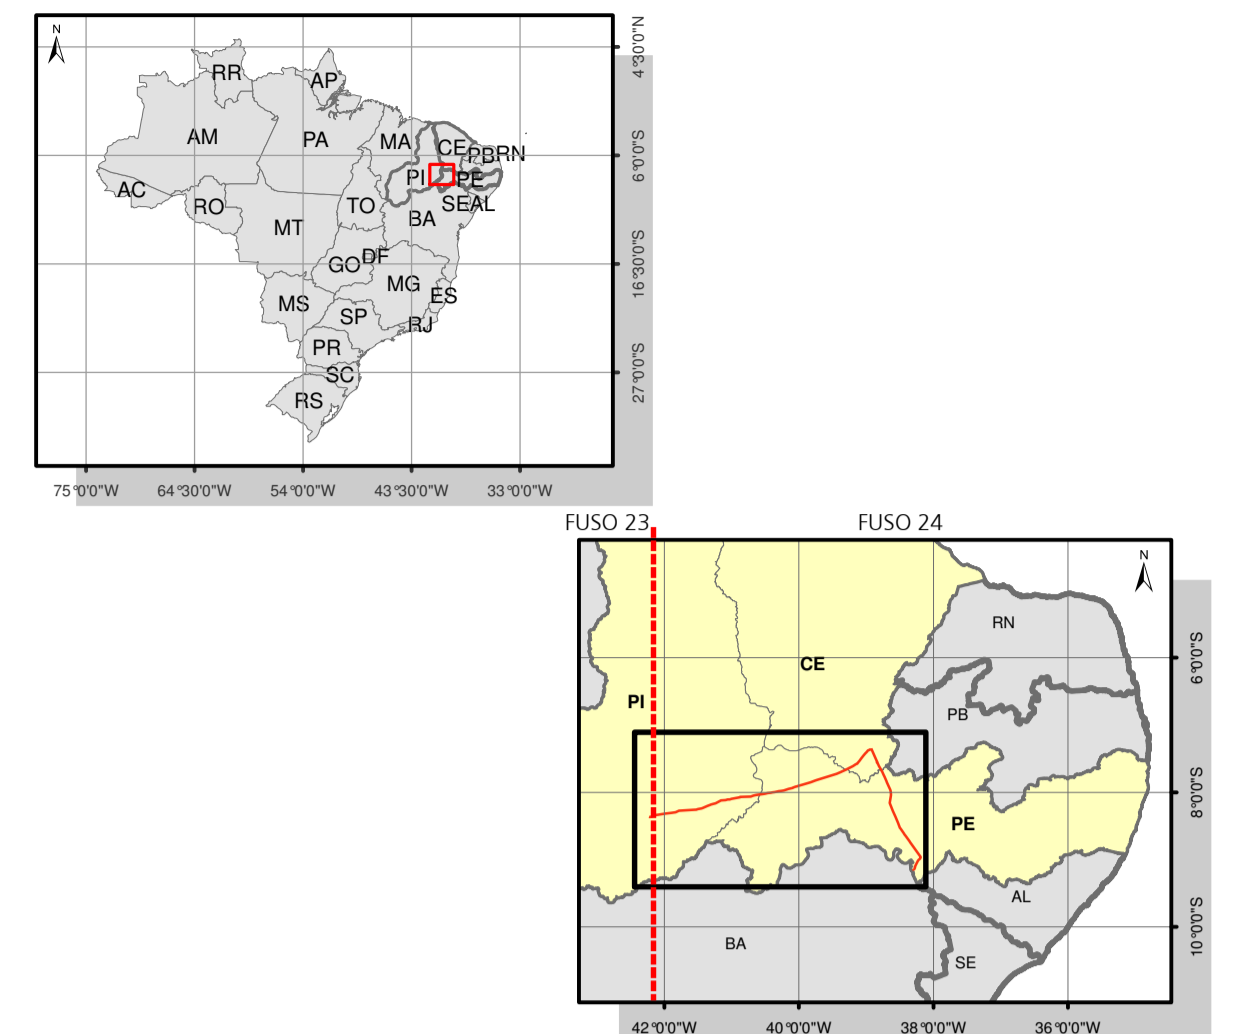 N
4°30'0"N
RR
AP
AM
PA
MA
CE
PB
RN
6°0'0"S
AC
PI
PE
RO
TO
SE
AL
MT
BA
16°30'0"S
GO
DF
MG
MS
ES
SP
RJ
PR
27°0'0"S
SC
RS
75°0'0"W 64°30'0"W 54°0'0"W 43°30'0"W 33°0'0"W
FUSO 23 FUSO 24
N
RN
6°0'0"S
CE
PI
PB
8°0'0"S
PE
AL
10°0'0"S
BA
SE
42°0'0"W 40°0'0"W 38°0'0"W 36°0'0"W